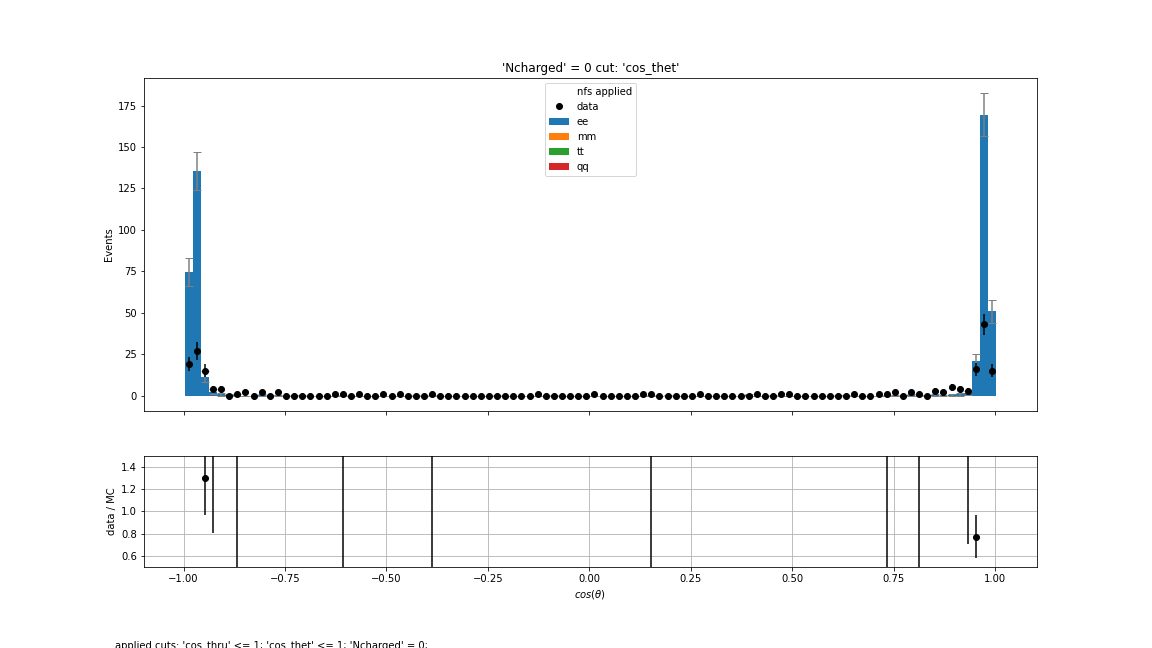 'Ncharged' = 0 cut: 'cos_thet'
nfs applied
data
ee
mm
tt
qq
Events
175
150
125
100
75
50
25
0
data / MC
1.4
1.2
1.0
0.8
0.6
−1.00 −0.75 −0.50 −0.25 0.00 0.25 0.50 0.75 1.00
cos(θ)
applied cuts: 'cos_thru' <= 1; 'cos_thet' <= 1; 'Ncharged' = 0;